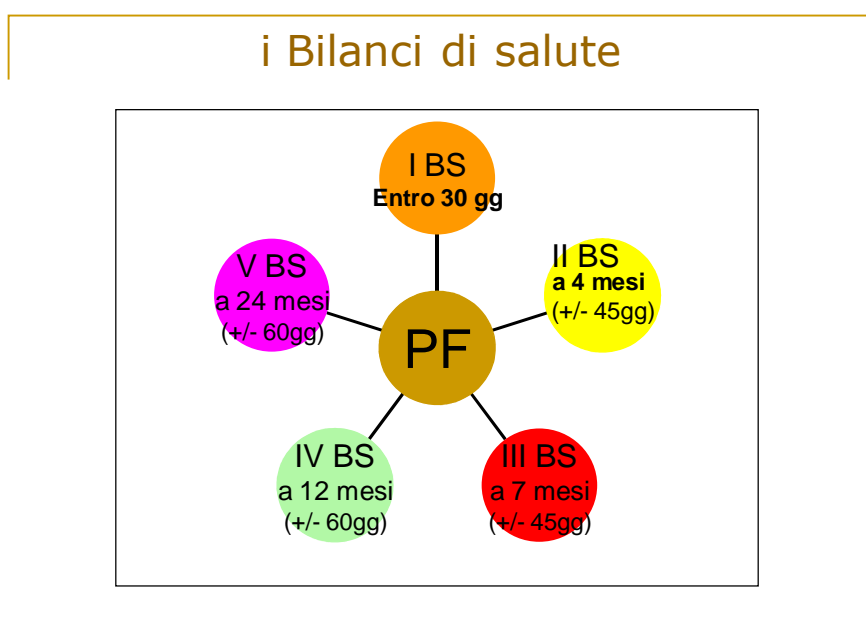 i Bilanci di salute
I BS
Entro 30 gg
II BS
a 4 mesi
(+/- 45gg)
III BS
a 7 mesi
(+/- 45gg)
IV BS
a 12 mesi
(+/- 60gg)
V BS
a 24 mesi
(+/- 60gg)
PF